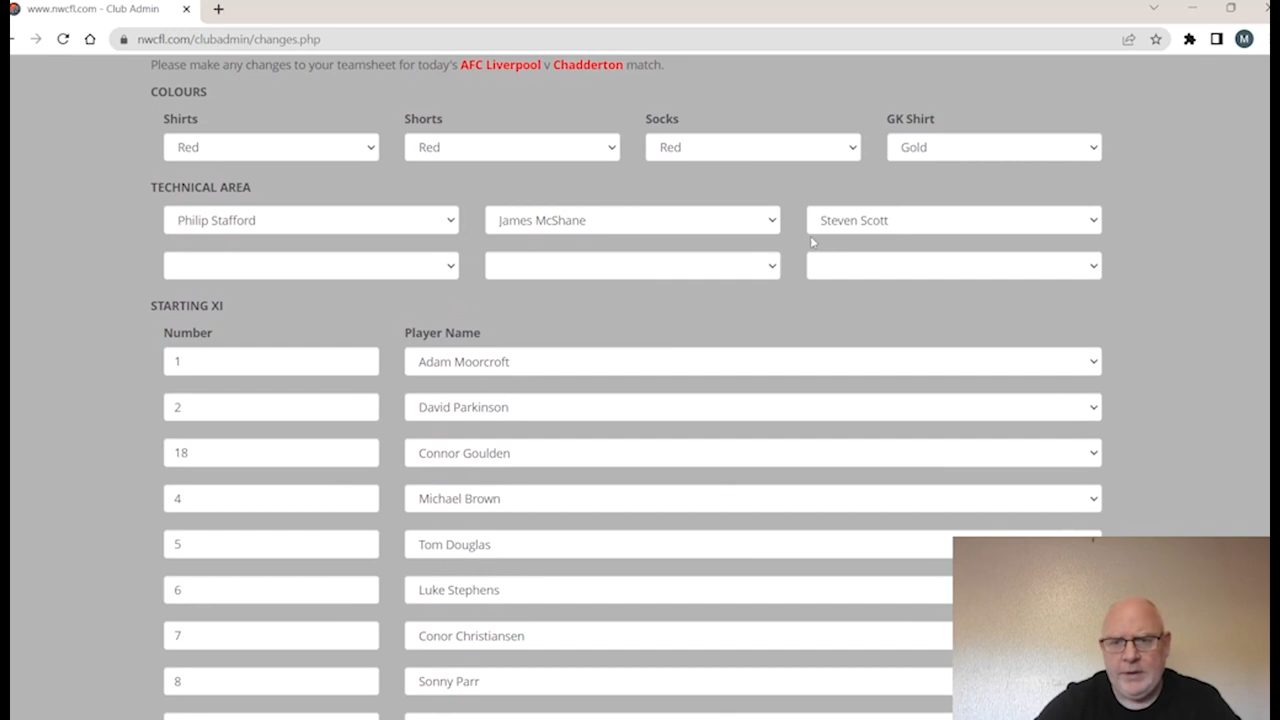 www.nwcfl.com - Club Admin
nwcfl.com/clubadmin/changes.php
M
Please make any changes to your teamsheet for today's AFC Liverpool v Chadderton match.
COLOURS
Shirts Shorts Socks GK Shirt
Red Red Red Gold
TECHNICAL AREA
Philip Stafford James McShane Steven Scott
STARTING XI
Number Player Name
1 Adam Moorcroft
2 David Parkinson
18 Connor Goulden
4 Michael Brown
5 Tom Douglas
6 Luke Stephens
7 Conor Christiansen
8 Sonny Parr